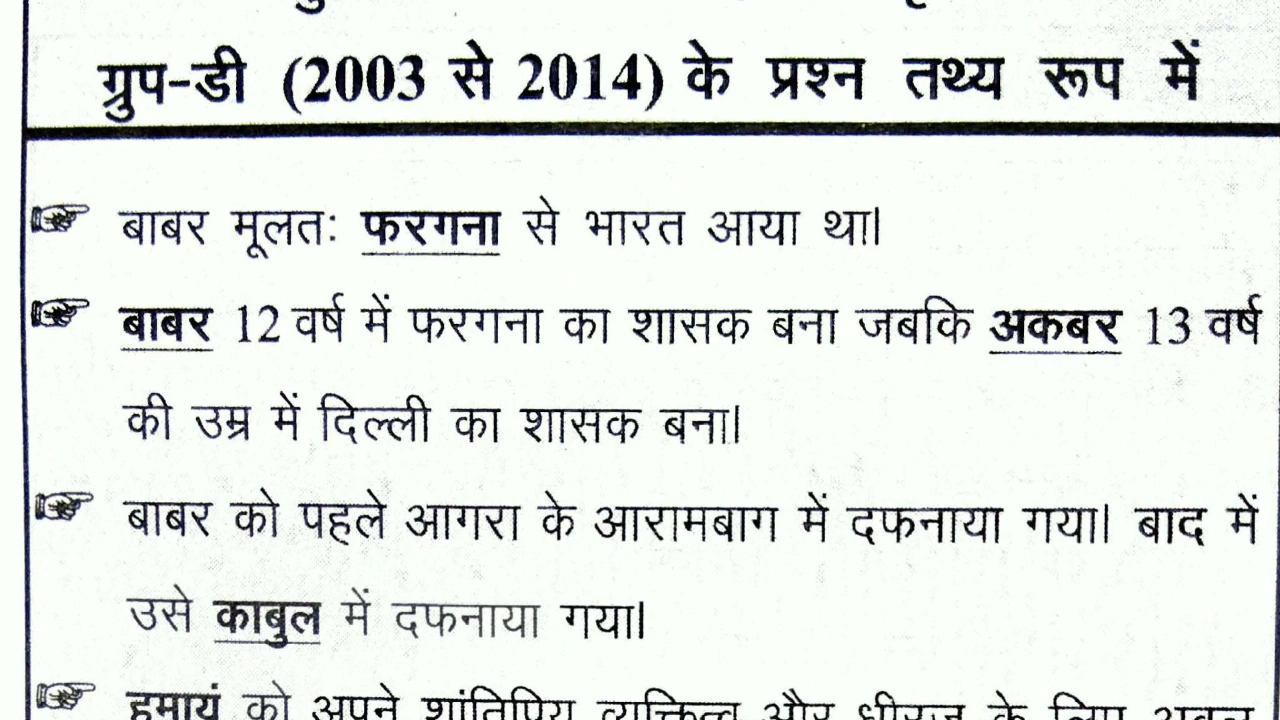 ग्रुप-डी (2003 से 2014) के प्रश्न तथ्य रूप में
बाबर मूलतः फरगना से भारत आया था।
बाबर 12 वर्ष में फरगना का शासक बना जबकि अकबर 13 वर्ष
की उम्र में दिल्ली का शासक बना।
बाबर को पहले आगरा के आरामबाग में दफनाया गया। बाद में
उसे काबुल में दफनाया गया।
को अपने शांतिप्रिय व्यक्तित्व और के लिए